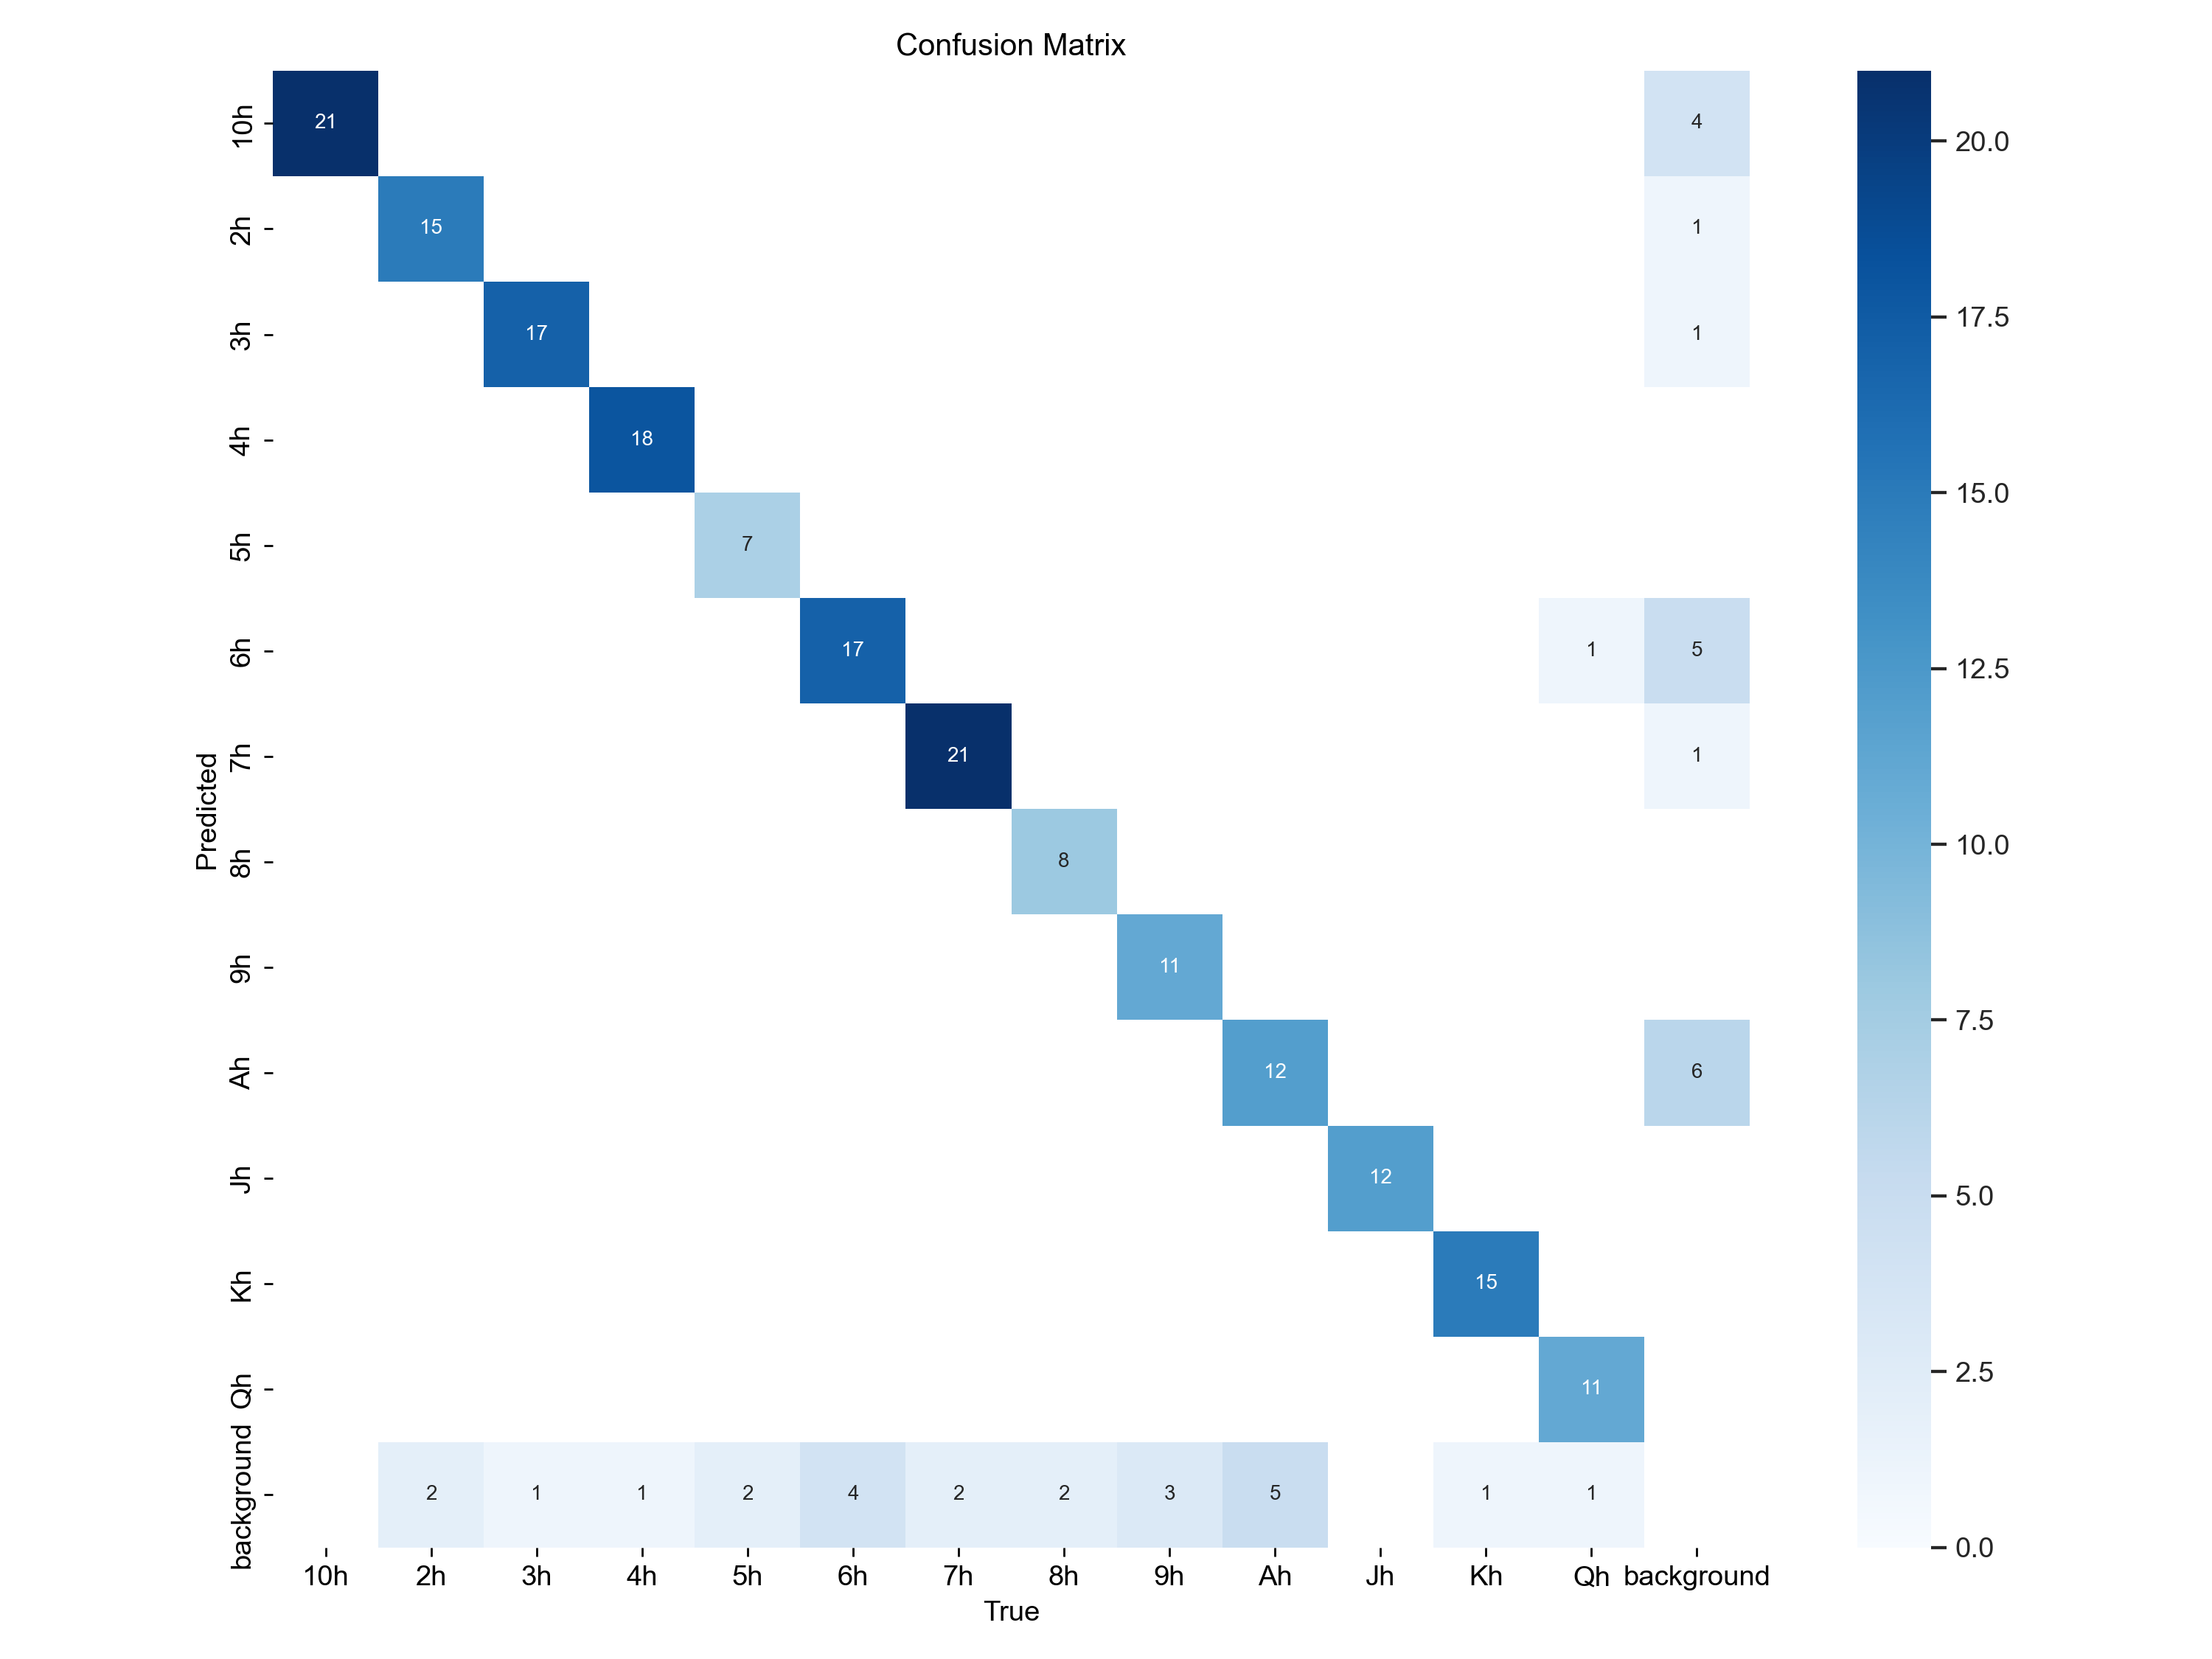 Confusion Matrix
10h 21 4
2h 15 1
3h 17 1
4h 18
5h 7
6h 17 1 5
7h 21 1
8h 8
9h 11
Ah 12 6
Jh 12
Kh 15
Qh 11
background 2 1 1 2 4 2 2 3 5 1 1
10h 2h 3h 4h 5h 6h 7h 8h 9h Ah Jh Kh Qh background
True
Predicted
20.0
17.5
15.0
12.5
10.0
7.5
5.0
2.5
0.0